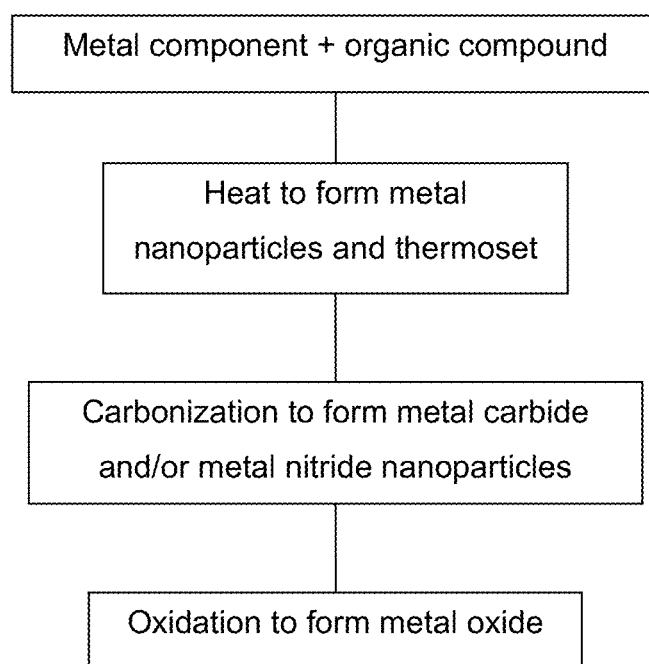 Metal component + organic compound
Heat to form metal
nanoparticles and thermoset
Carbonization to form metal carbide
and/or metal nitride nanoparticles
Oxidation to form metal oxide